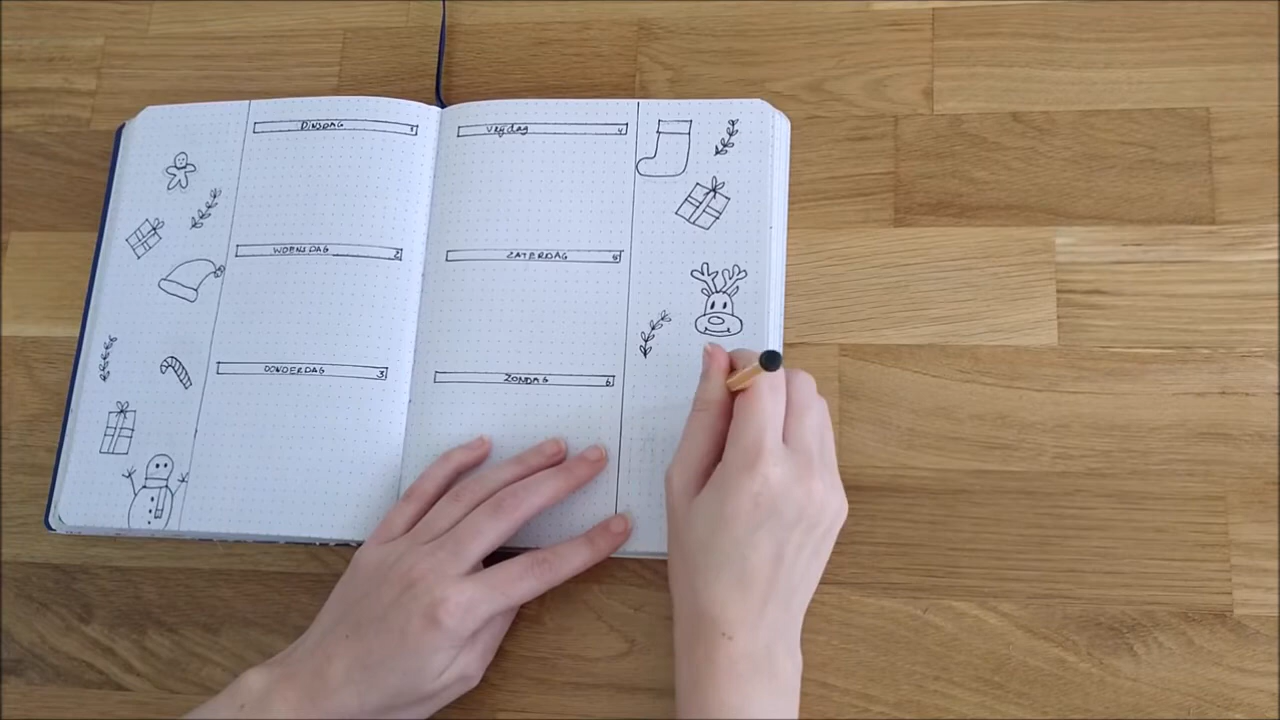 DINSDAG 1
WOENSDAG 2
DONDERDAG 3
Vrijdag 4
ZATERDAG 5
ZONDAG 6